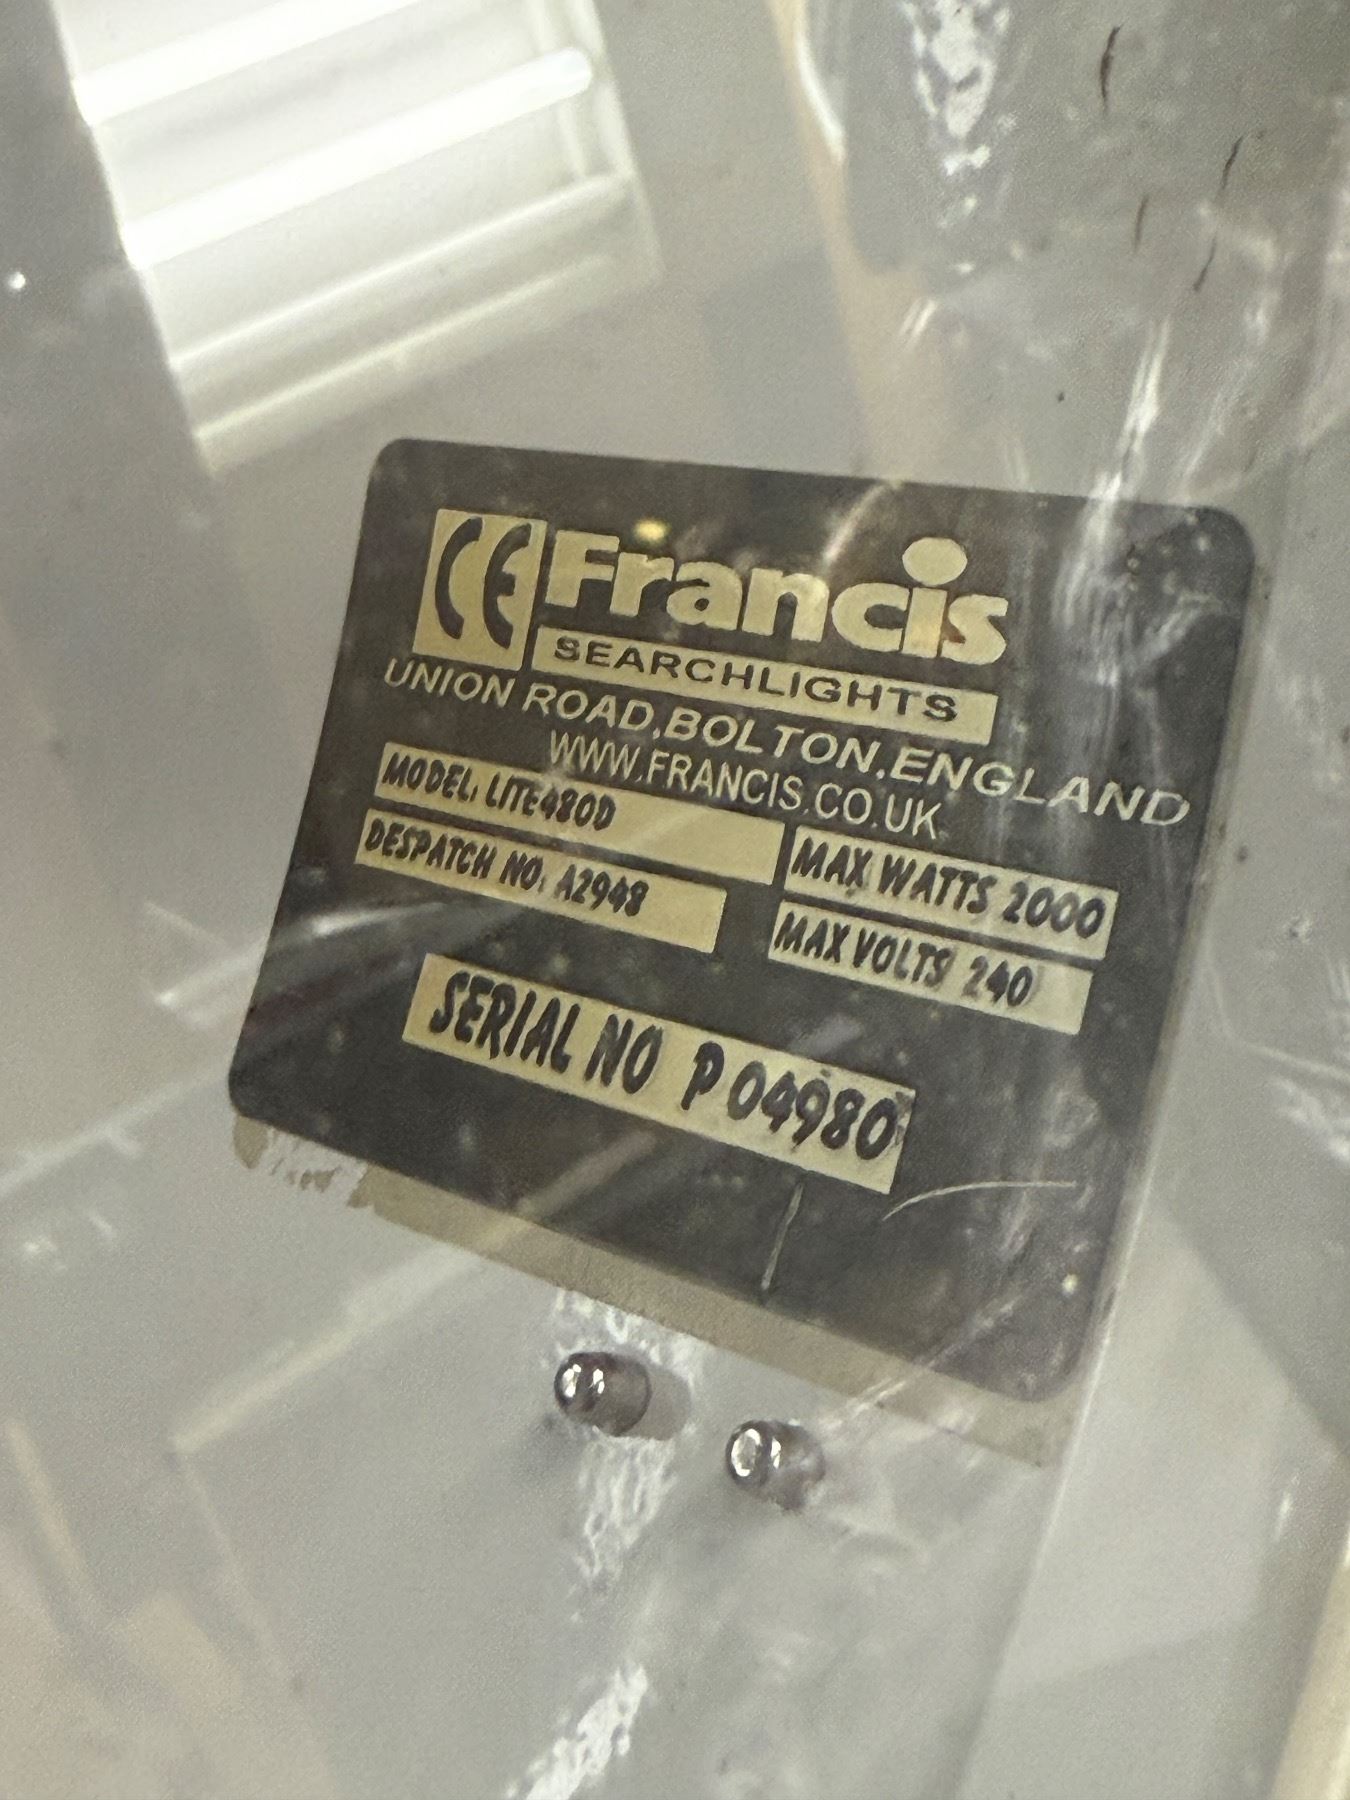 CE Francis
SEARCHLIGHTS
UNION ROAD, BOLTON, ENGLAND
WWW.FRANCIS.CO.UK
MODEL: LITE480D
MAX WATTS 2000
DESPATCH NO: A2948
MAX VOLTS 240
SERIAL NO P 04980